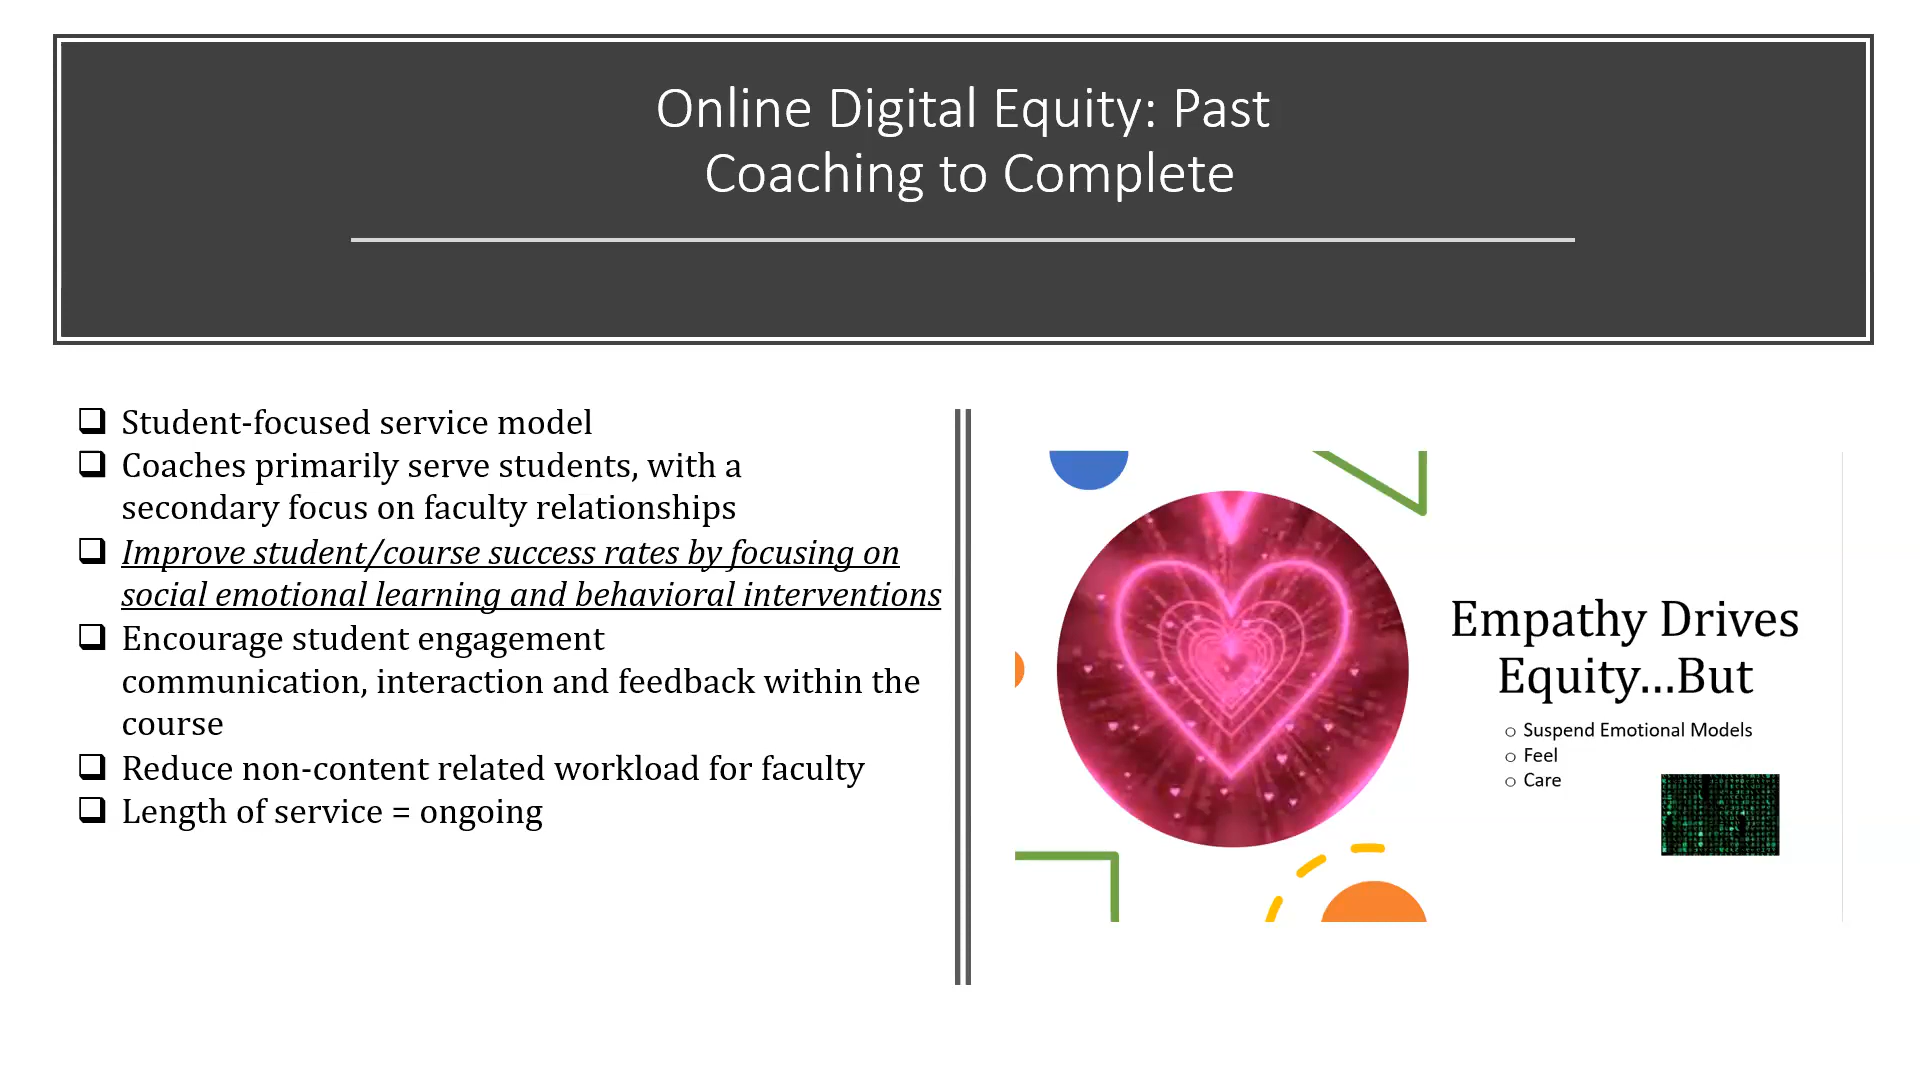 Online Digital Equity: Past
Coaching to Complete
Student-focused service model
Coaches primarily serve students, with a
secondary focus on faculty relationships
Improve student/course success rates by focusing on
social emotional learning and behavioral interventions
Encourage student engagement
communication, interaction and feedback within the
course
Reduce non-content related workload for faculty
Length of service = ongoing
Empathy Drives
Equity...But
Suspend Emotional Models
Feel
Care